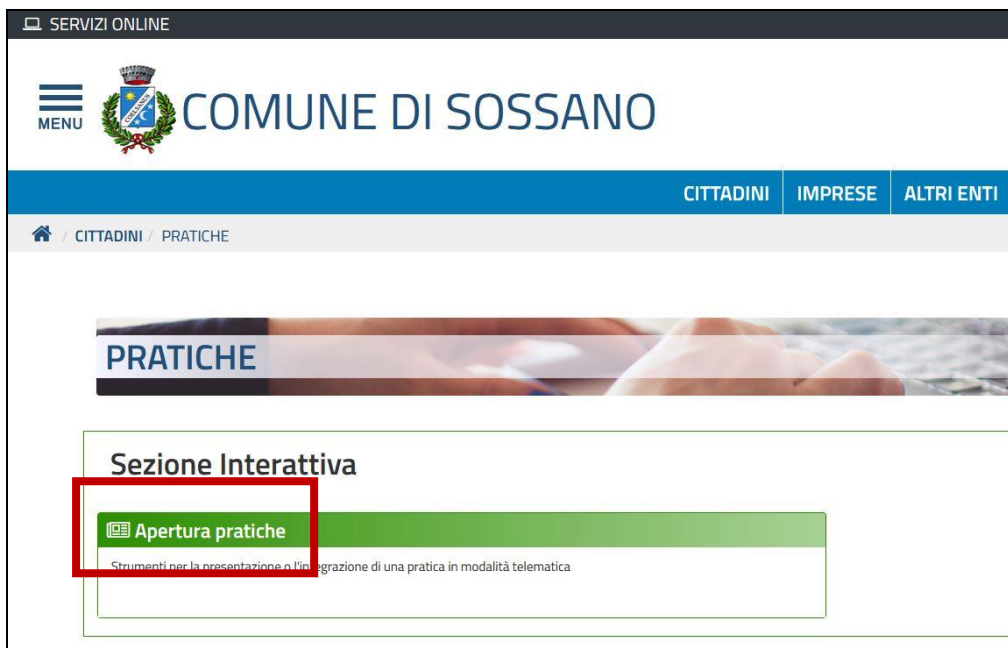 SERVIZI ONLINE
MENU
COMUNE DI SOSSANO
CITTADINI IMPRESE ALTRI ENTI
/ CITTADINI / PRATICHE
PRATICHE
Sezione Interattiva
Apertura pratiche
Strumenti per la presentazione o l'integrazione di una pratica in modalità telematica